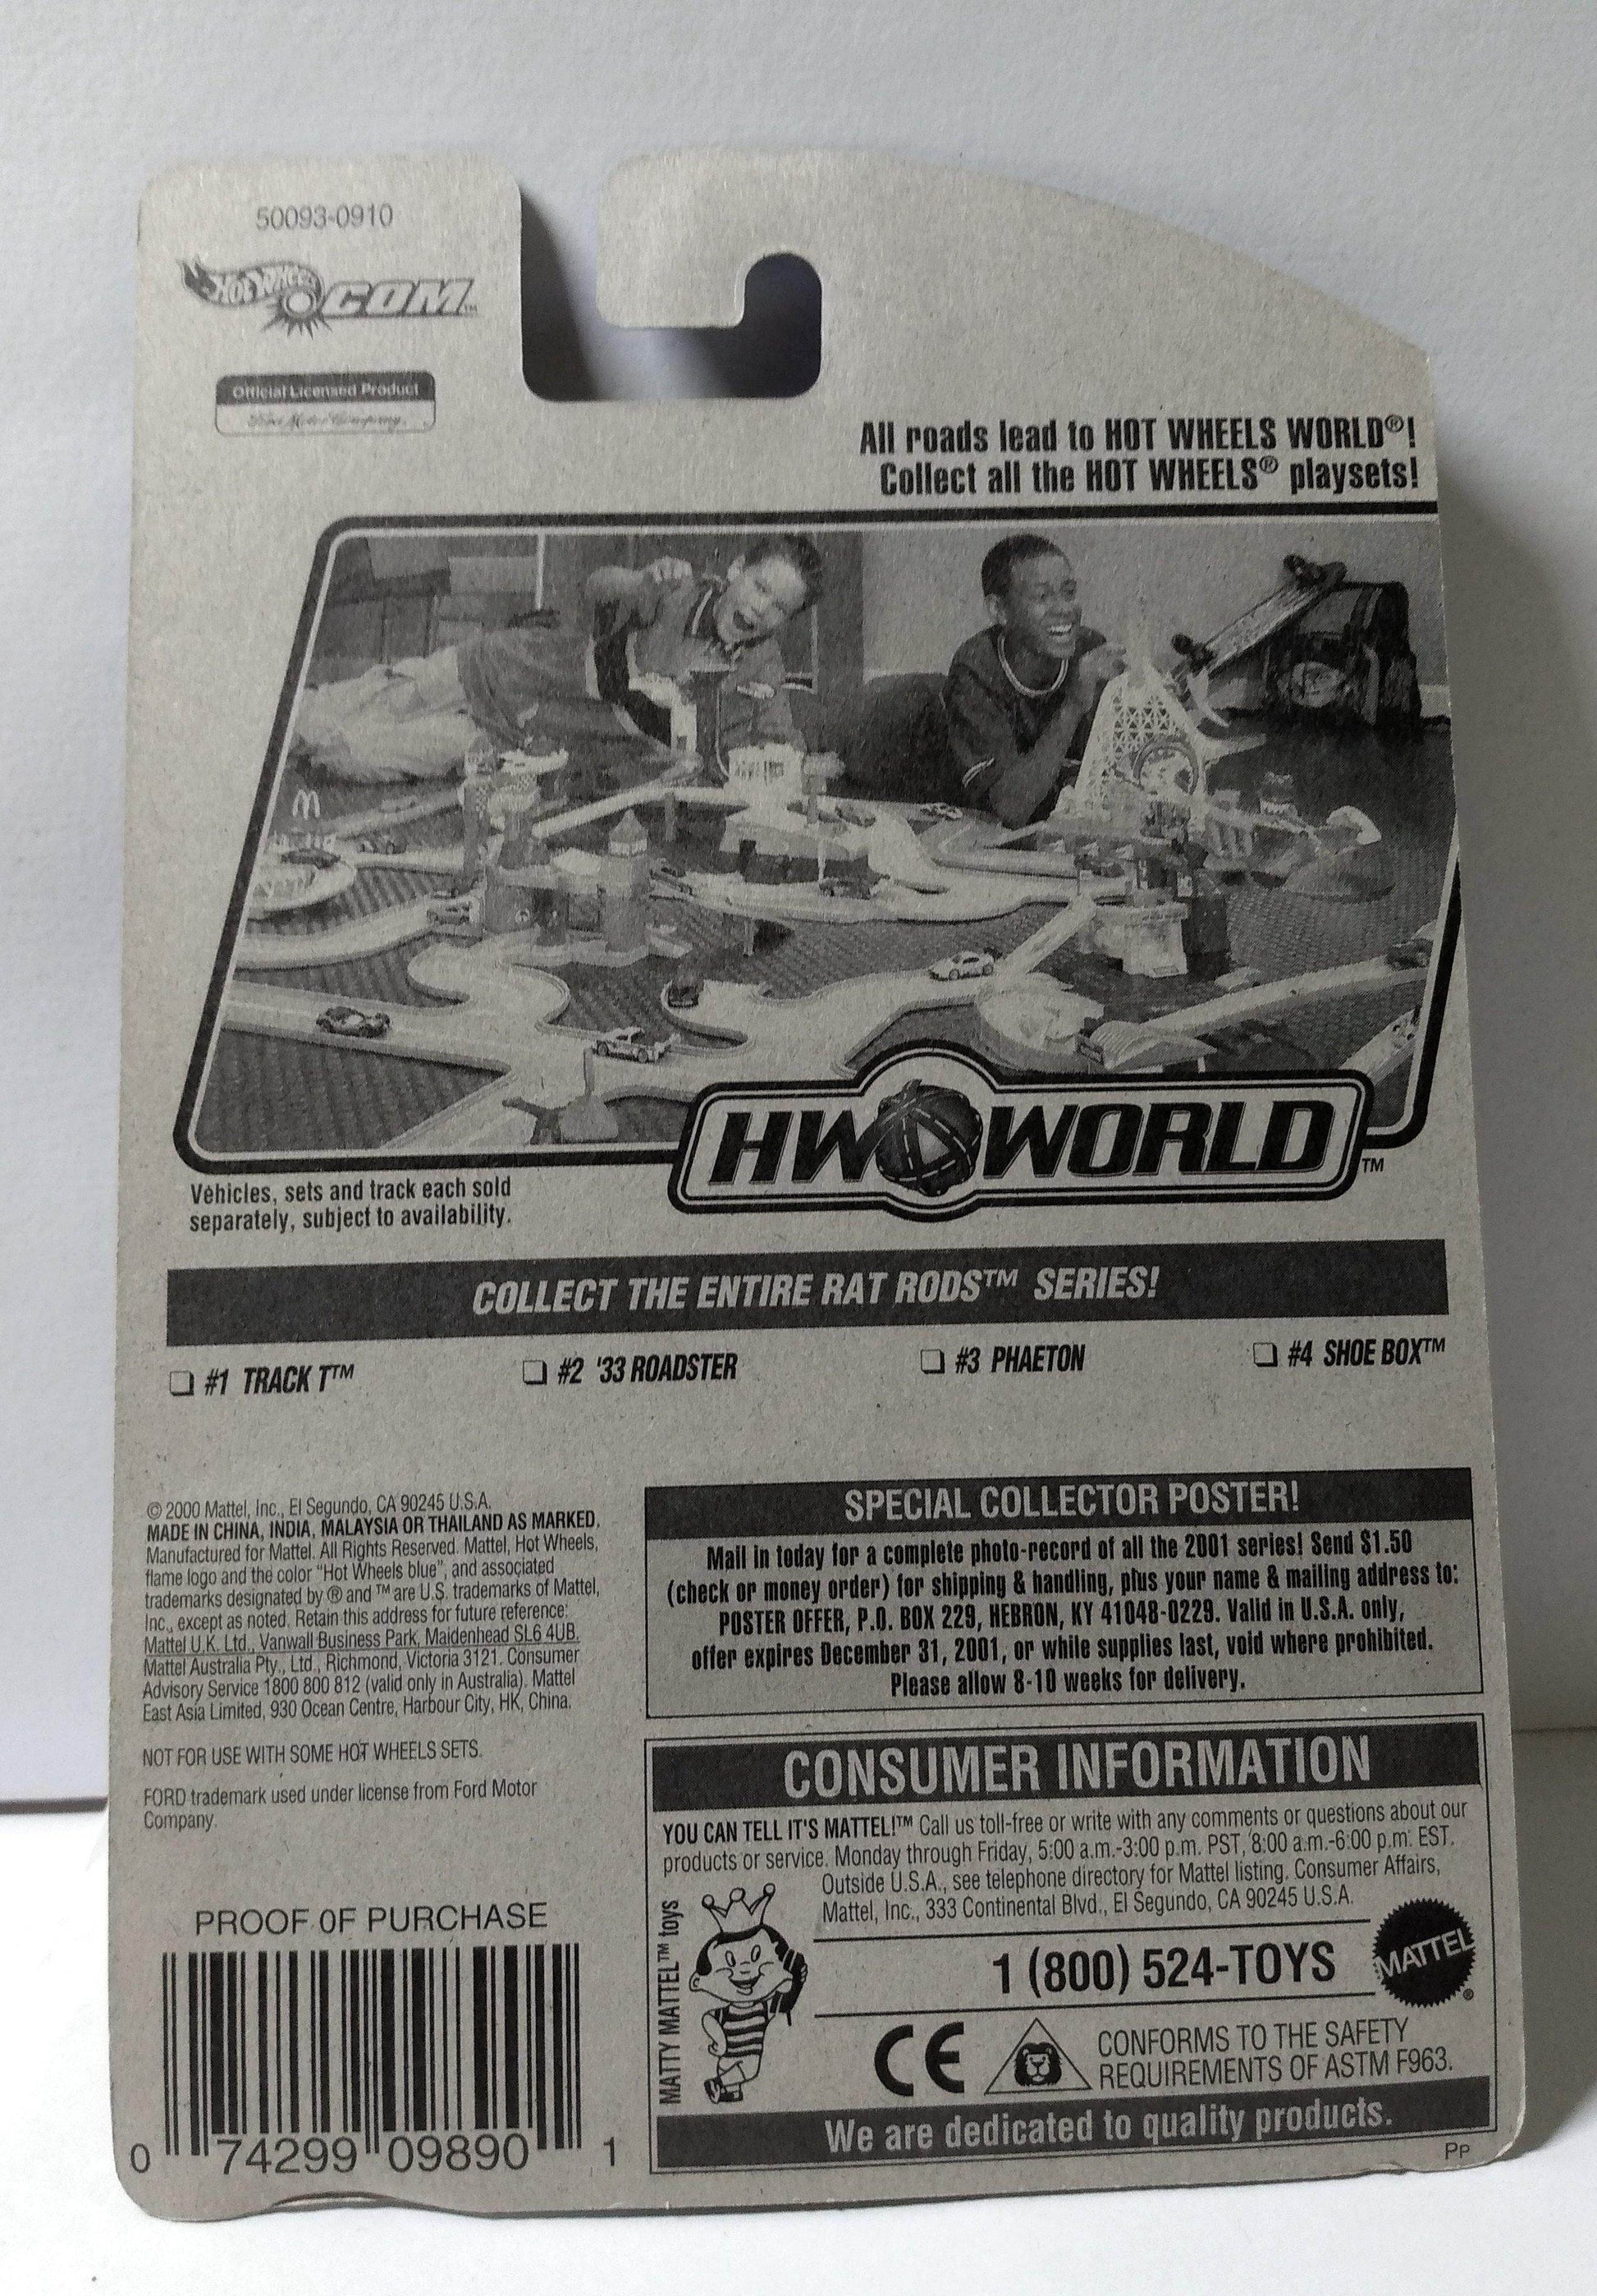 50093-0910
HOT WHEELS.COM™
Official Licensed Product
Ford Motor Company
All roads lead to HOT WHEELS WORLD®!
Collect all the HOT WHEELS® playsets!
HW WORLD™
Vehicles, sets and track each sold
separately, subject to availability.
COLLECT THE ENTIRE RAT RODS™ SERIES!
❏ #1 TRACK T™ ❏ #2 '33 ROADSTER ❏ #3 PHAETON ❏ #4 SHOE BOX™
© 2000 Mattel, Inc., El Segundo, CA 90245 U.S.A.
MADE IN CHINA, INDIA, MALAYSIA OR THAILAND AS MARKED.
Manufactured for Mattel. All Rights Reserved. Mattel, Hot Wheels,
flame logo and the color "Hot Wheels blue", and associated
trademarks designated by ® and ™ are U.S. trademarks of Mattel,
Inc., except as noted. Retain this address for future reference:
Mattel U.K. Ltd., Vanwall Business Park, Maidenhead SL6 4UB.
Mattel Australia Pty., Ltd., Richmond, Victoria 3121. Consumer
Advisory Service 1800 800 812 (valid only in Australia). Mattel
East Asia Limited, 930 Ocean Centre, Harbour City, HK, China.
NOT FOR USE WITH SOME HOT WHEELS SETS.
FORD trademark used under license from Ford Motor
Company.
PROOF OF PURCHASE
0 74299 09890 1
SPECIAL COLLECTOR POSTER!
Mail in today for a complete photo-record of all the 2001 series! Send $1.50
(check or money order) for shipping & handling, plus your name & mailing address to:
POSTER OFFER, P.O. BOX 229, HEBRON, KY 41048-0229. Valid in U.S.A. only,
offer expires December 31, 2001, or while supplies last, void where prohibited.
Please allow 8-10 weeks for delivery.
CONSUMER INFORMATION
YOU CAN TELL IT'S MATTEL!™ Call us toll-free or write with any comments or questions about our
products or service. Monday through Friday, 5:00 a.m.-3:00 p.m. PST, 8:00 a.m.-6:00 p.m. EST.
Outside U.S.A., see telephone directory for Mattel listing. Consumer Affairs,
Mattel, Inc., 333 Continental Blvd., El Segundo, CA 90245 U.S.A.
MATTY MATTEL™ toys
1 (800) 524-TOYS
MATTEL®
CE
CONFORMS TO THE SAFETY
REQUIREMENTS OF ASTM F963.
We are dedicated to quality products.
PP